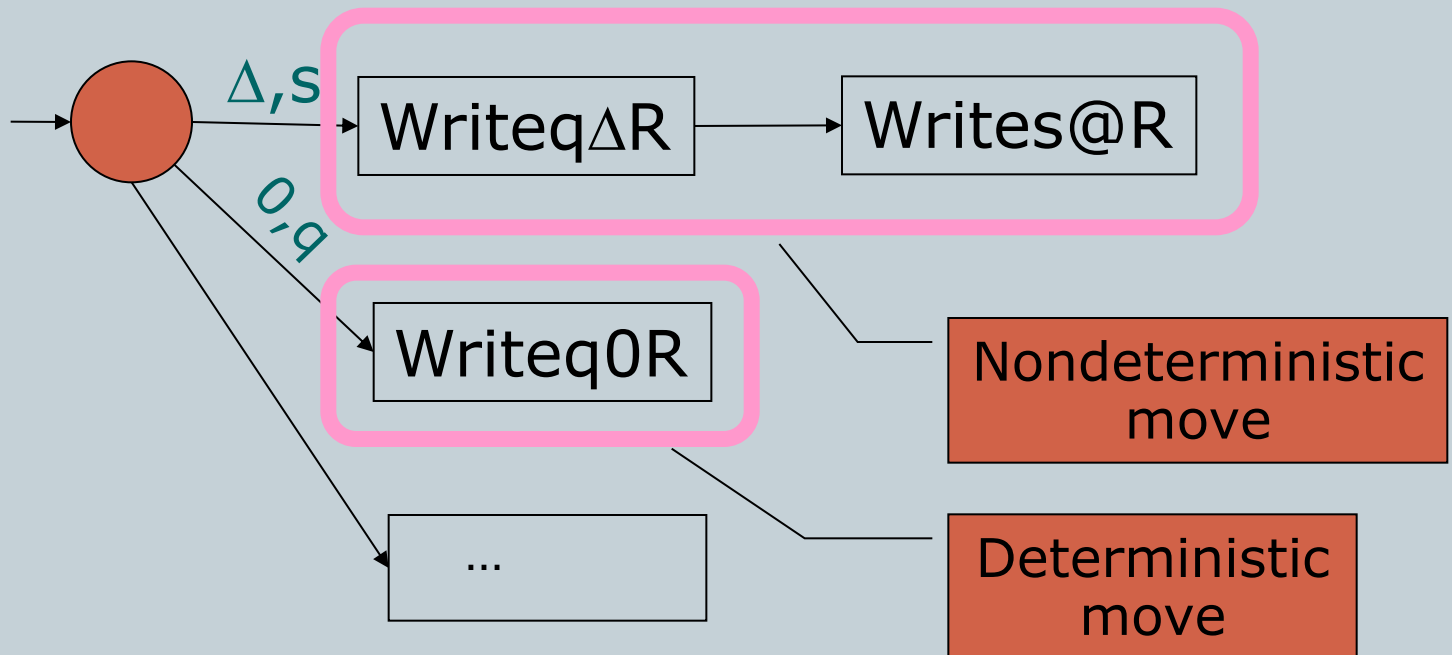 Δ,s
WriteqΔR
Writes@R
0,q
Writeq0R
Nondeterministic
move
...
Deterministic
move